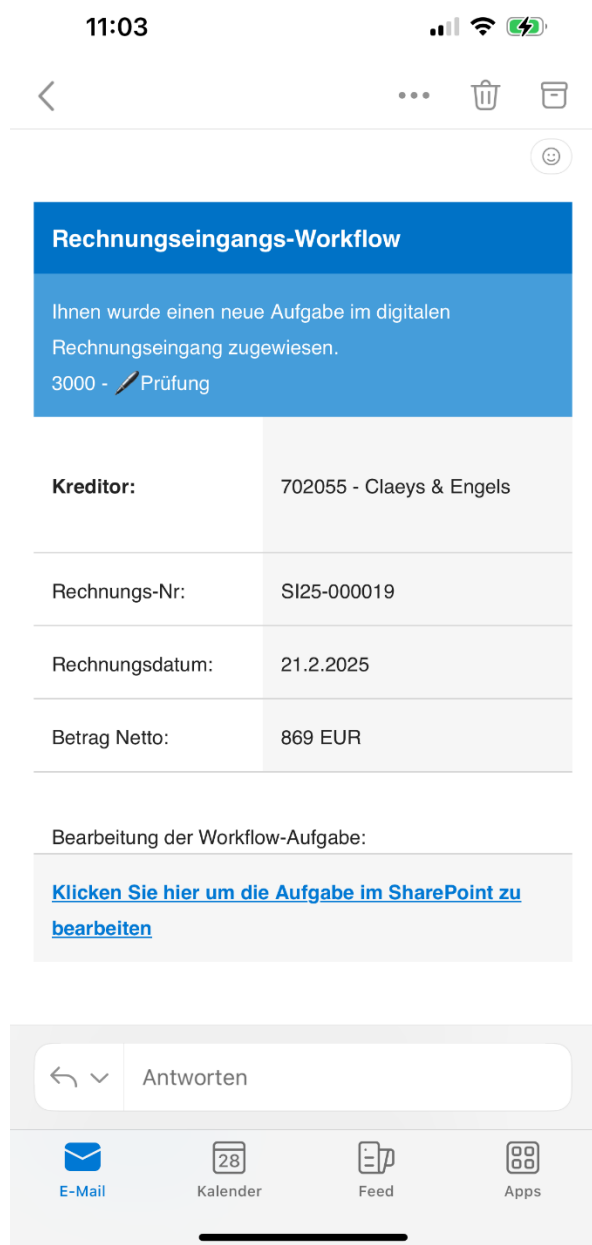 11:03
Rechnungseingangs-Workflow
Ihnen wurde einen neue Aufgabe im digitalen
Rechnungseingang zugewiesen.
3000 - 🖊Prüfung
Kreditor: 702055 - Claeys & Engels
Rechnungs-Nr: SI25-000019
Rechnungsdatum: 21.2.2025
Betrag Netto: 869 EUR
Bearbeitung der Workflow-Aufgabe:
Klicken Sie hier um die Aufgabe im SharePoint zu
bearbeiten
Antworten
28
E-Mail Kalender Feed Apps